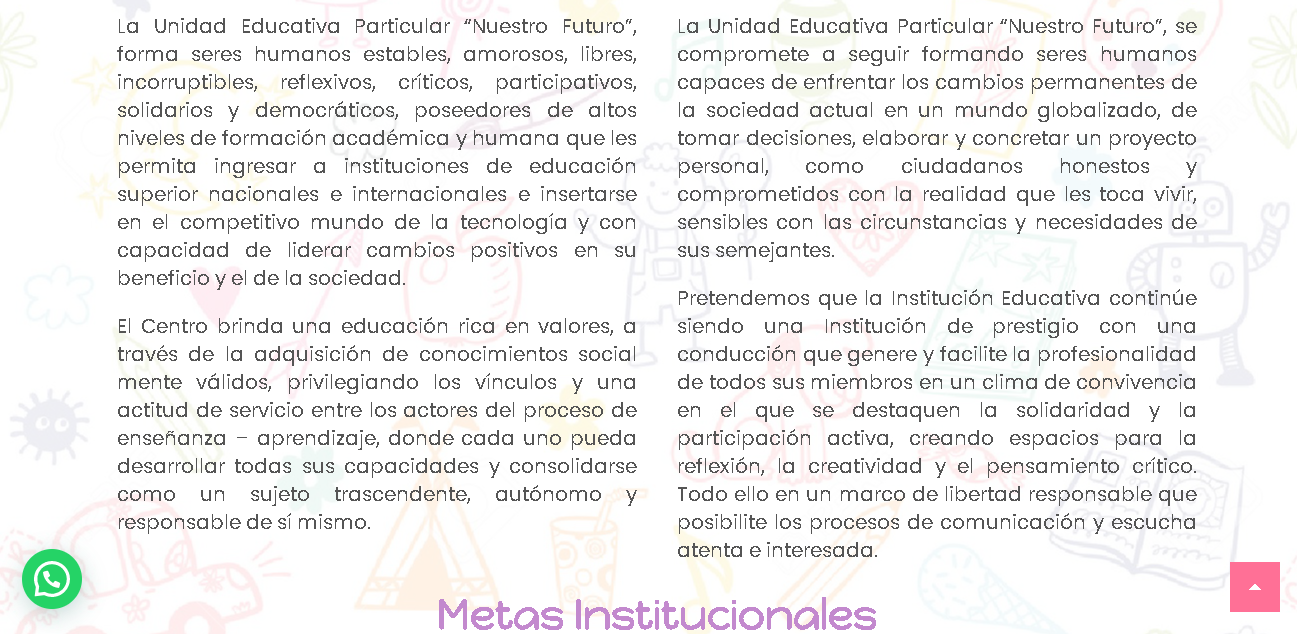 La Unidad Educativa Particular “Nuestro Futuro”,
forma seres humanos estables, amorosos, libres,
incorruptibles, reflexivos, críticos, participativos,
solidarios y democráticos, poseedores de altos
niveles de formación académica y humana que les
permita ingresar a instituciones de educación
superior nacionales e internacionales e insertarse
en el competitivo mundo de la tecnología y con
capacidad de liderar cambios positivos en su
beneficio y el de la sociedad.
El Centro brinda una educación rica en valores, a
través de la adquisición de conocimientos social
mente válidos, privilegiando los vínculos y una
actitud de servicio entre los actores del proceso de
enseñanza – aprendizaje, donde cada uno pueda
desarrollar todas sus capacidades y consolidarse
como un sujeto trascendente, autónomo y
responsable de sí mismo.
La Unidad Educativa Particular “Nuestro Futuro”, se
compromete a seguir formando seres humanos
capaces de enfrentar los cambios permanentes de
la sociedad actual en un mundo globalizado, de
tomar decisiones, elaborar y concretar un proyecto
personal, como ciudadanos honestos y
comprometidos con la realidad que les toca vivir,
sensibles con las circunstancias y necesidades de
sus semejantes.
Pretendemos que la Institución Educativa continúe
siendo una Institución de prestigio con una
conducción que genere y facilite la profesionalidad
de todos sus miembros en un clima de convivencia
en el que se destaquen la solidaridad y la
participación activa, creando espacios para la
reflexión, la creatividad y el pensamiento crítico.
Todo ello en un marco de libertad responsable que
posibilite los procesos de comunicación y escucha
atenta e interesada.
Metas Institucionales